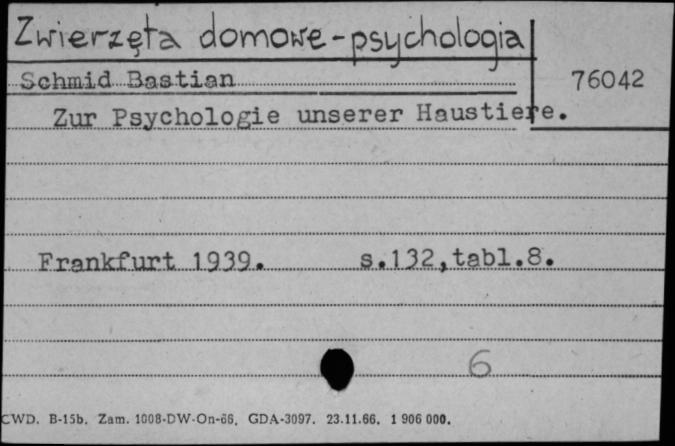 Zwierzęta domowe-psychologia
Schmid Bastian
76042
Zur Psychologie unserer Haustiere.
Frankfurt 1939. s.132,tabl.8.
6
CWD. B-15b. Zam. 1008-DW-On-66. GDA-3097. 23.11.66. 1 906 000.